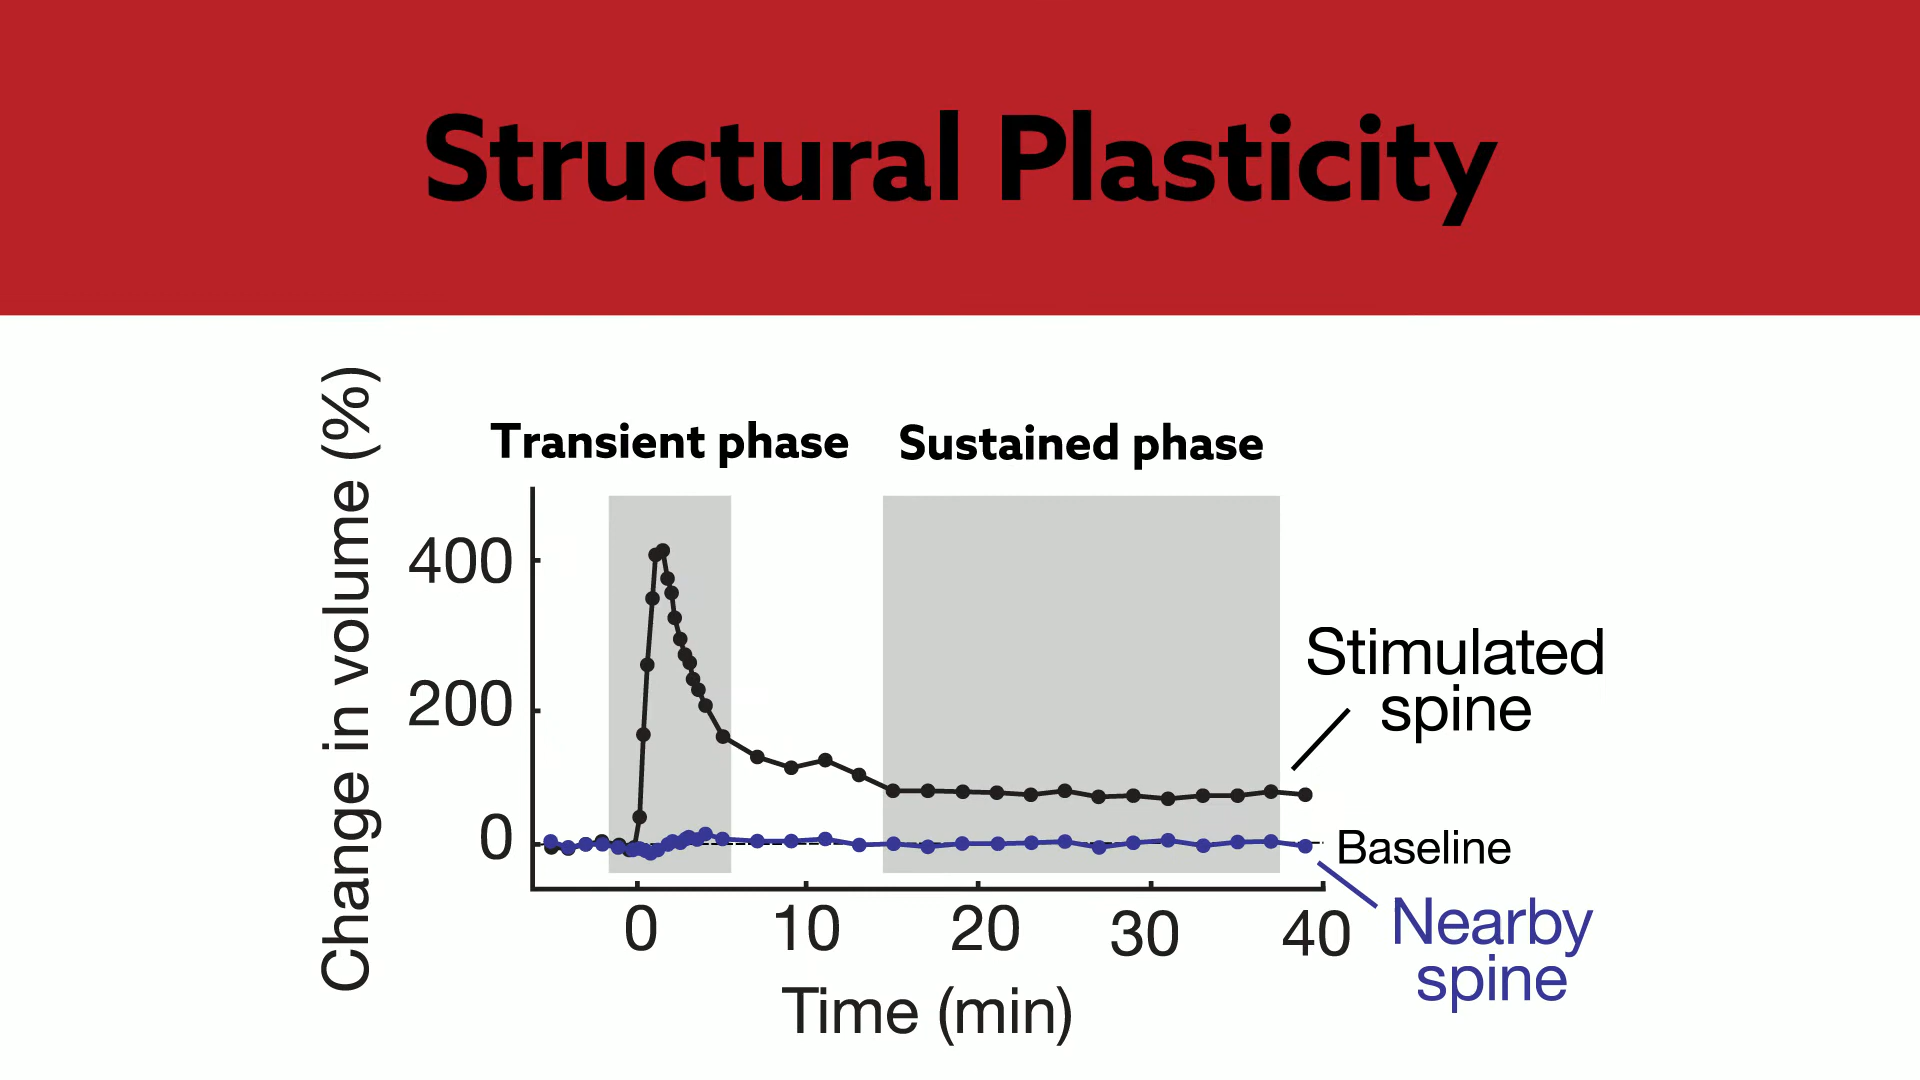 Structural Plasticity
Transient phase
Sustained phase
Change in volume (%)
400
200
0
Stimulated
spine
Baseline
Nearby
spine
0 10 20 30 40
Time (min)